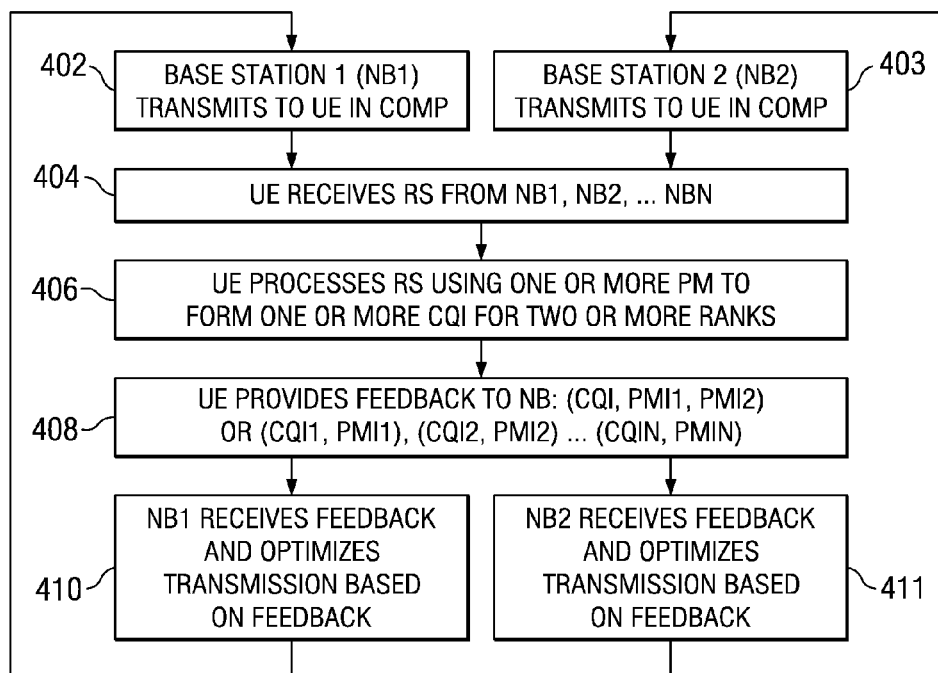 402
BASE STATION 1 (NB1)
TRANSMITS TO UE IN COMP
BASE STATION 2 (NB2)
TRANSMITS TO UE IN COMP
403
404
UE RECEIVES RS FROM NB1, NB2, ... NBN
406
UE PROCESSES RS USING ONE OR MORE PM TO
FORM ONE OR MORE CQI FOR TWO OR MORE RANKS
408
UE PROVIDES FEEDBACK TO NB: (CQI, PMI1, PMI2)
OR (CQI1, PMI1), (CQI2, PMI2) ... (CQIN, PMIN)
410
NB1 RECEIVES FEEDBACK
AND OPTIMIZES
TRANSMISSION BASED
ON FEEDBACK
NB2 RECEIVES FEEDBACK
AND OPTIMIZES
TRANSMISSION BASED
ON FEEDBACK
411